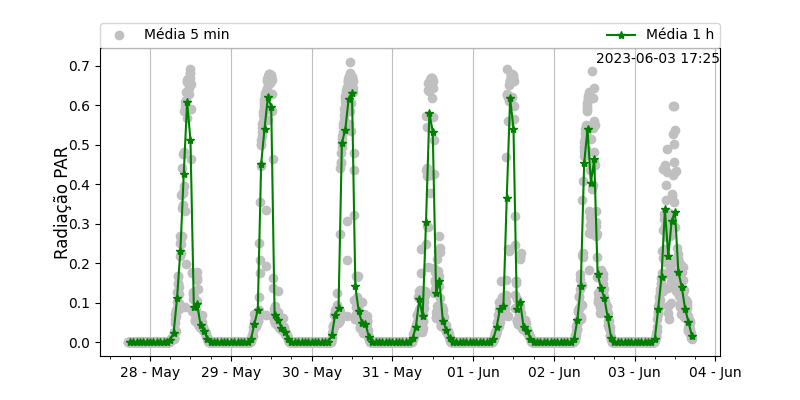 Média 5 min
Média 1 h
2023-06-03 17:25
Radiação PAR
0.7
0.6
0.5
0.4
0.3
0.2
0.1
0.0
28 - May
29 - May
30 - May
31 - May
01 - Jun
02 - Jun
03 - Jun
04 - Jun